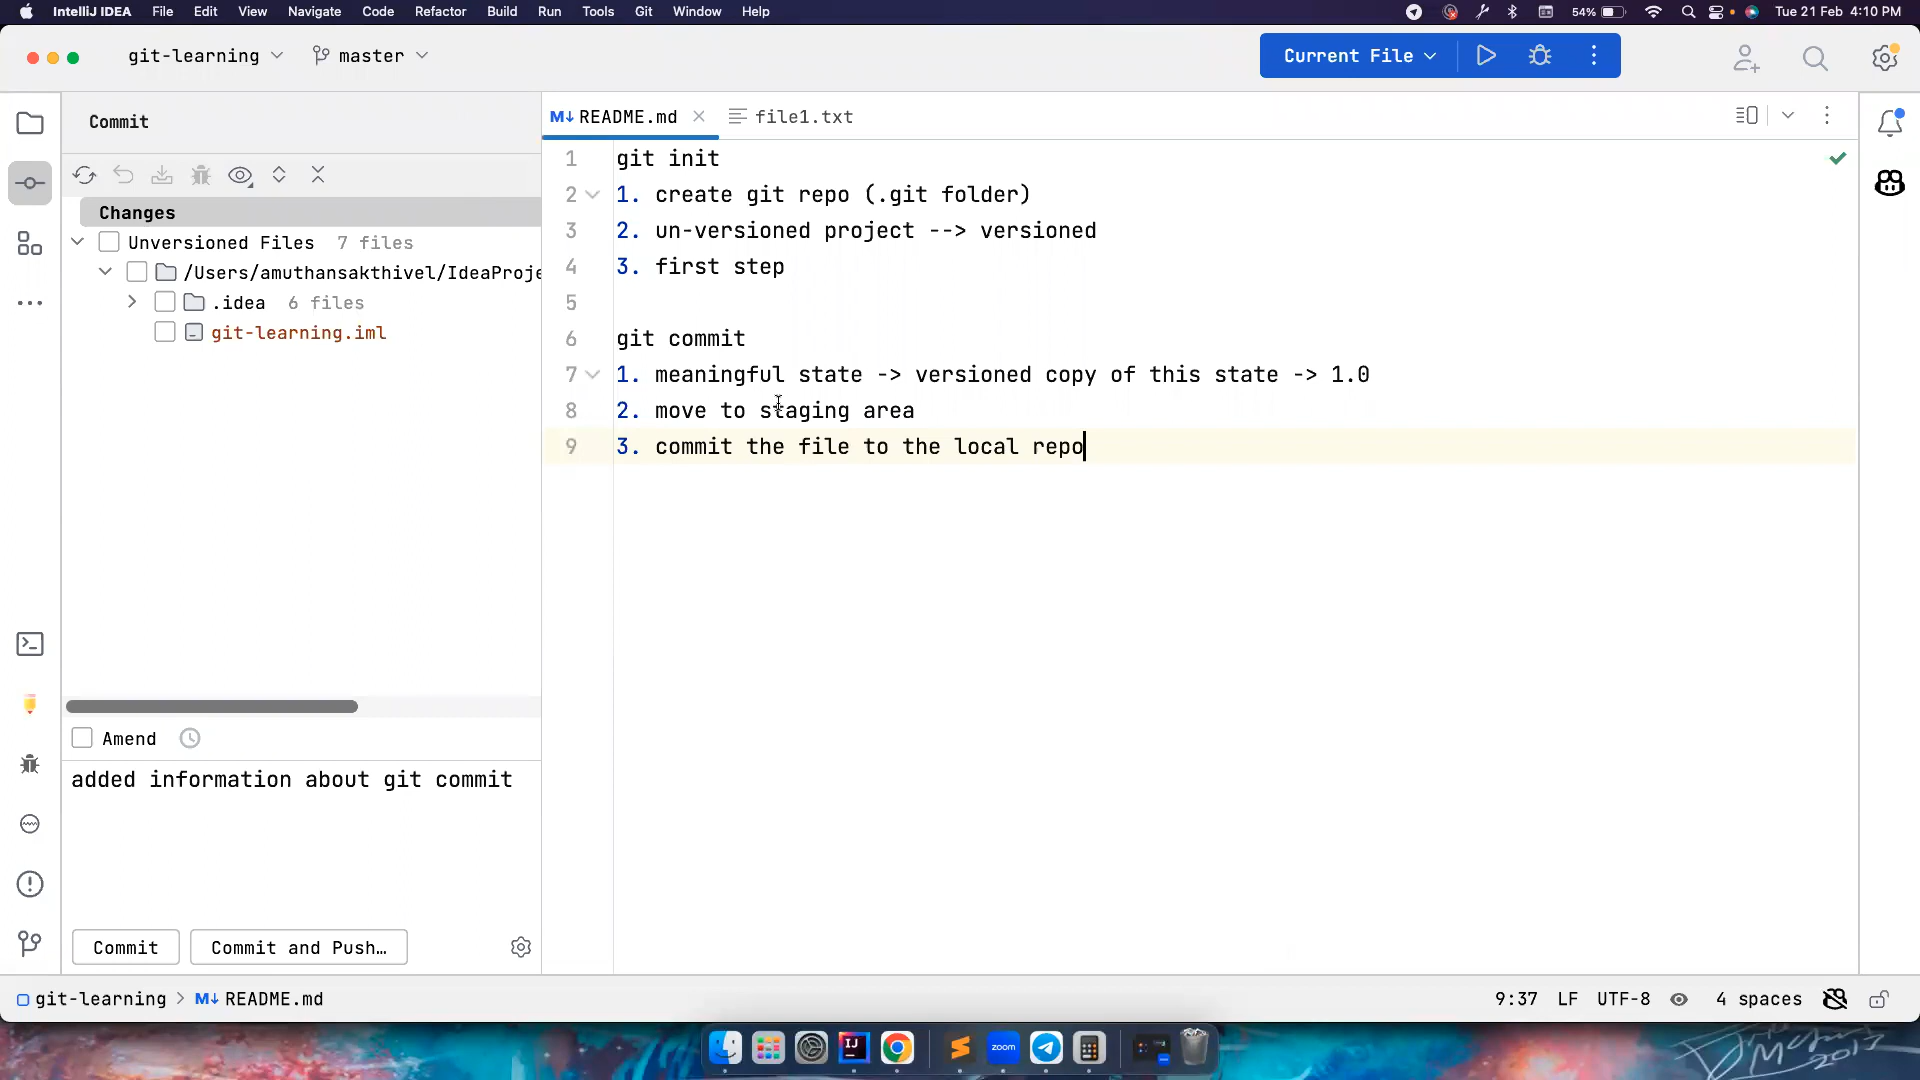 IntelliJ IDEA File Edit View Navigate Code Refactor Build Run Tools Git Window Help 54% Tue 21 Feb 4:10 PM
git-learning master Current File
Commit
README.md file1.txt
Changes
Unversioned Files 7 files
/Users/amuthansakthivel/IdeaProje
.idea 6 files
git-learning.iml
1 git init
2 1. create git repo (.git folder)
3 2. un-versioned project --> versioned
4 3. first step
5
6 git commit
7 1. meaningful state -> versioned copy of this state -> 1.0
8 2. move to staging area
9 3. commit the file to the local repo
Amend
added information about git commit
Commit Commit and Push...
git-learning > M↓ README.md 9:37 LF UTF-8 4 spaces
IJ zoom
2017